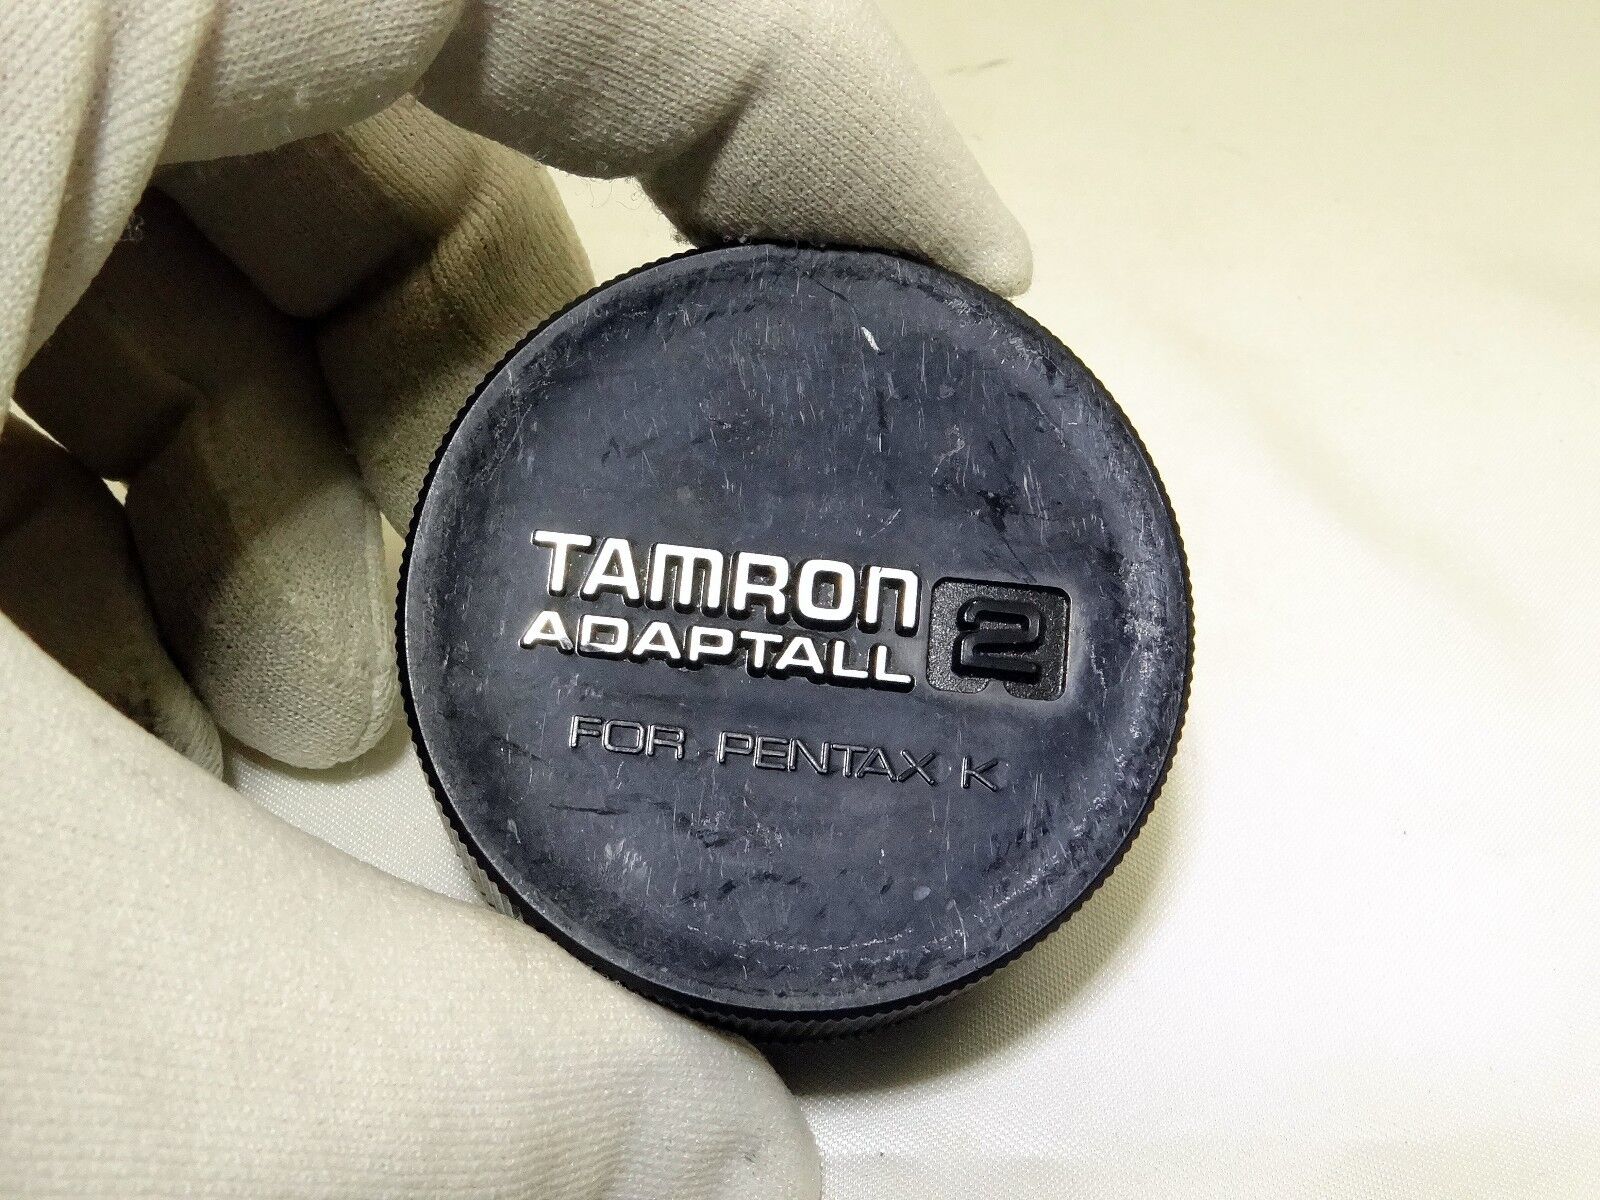 TAMRON
ADAPTALL 2
FOR PENTAX K